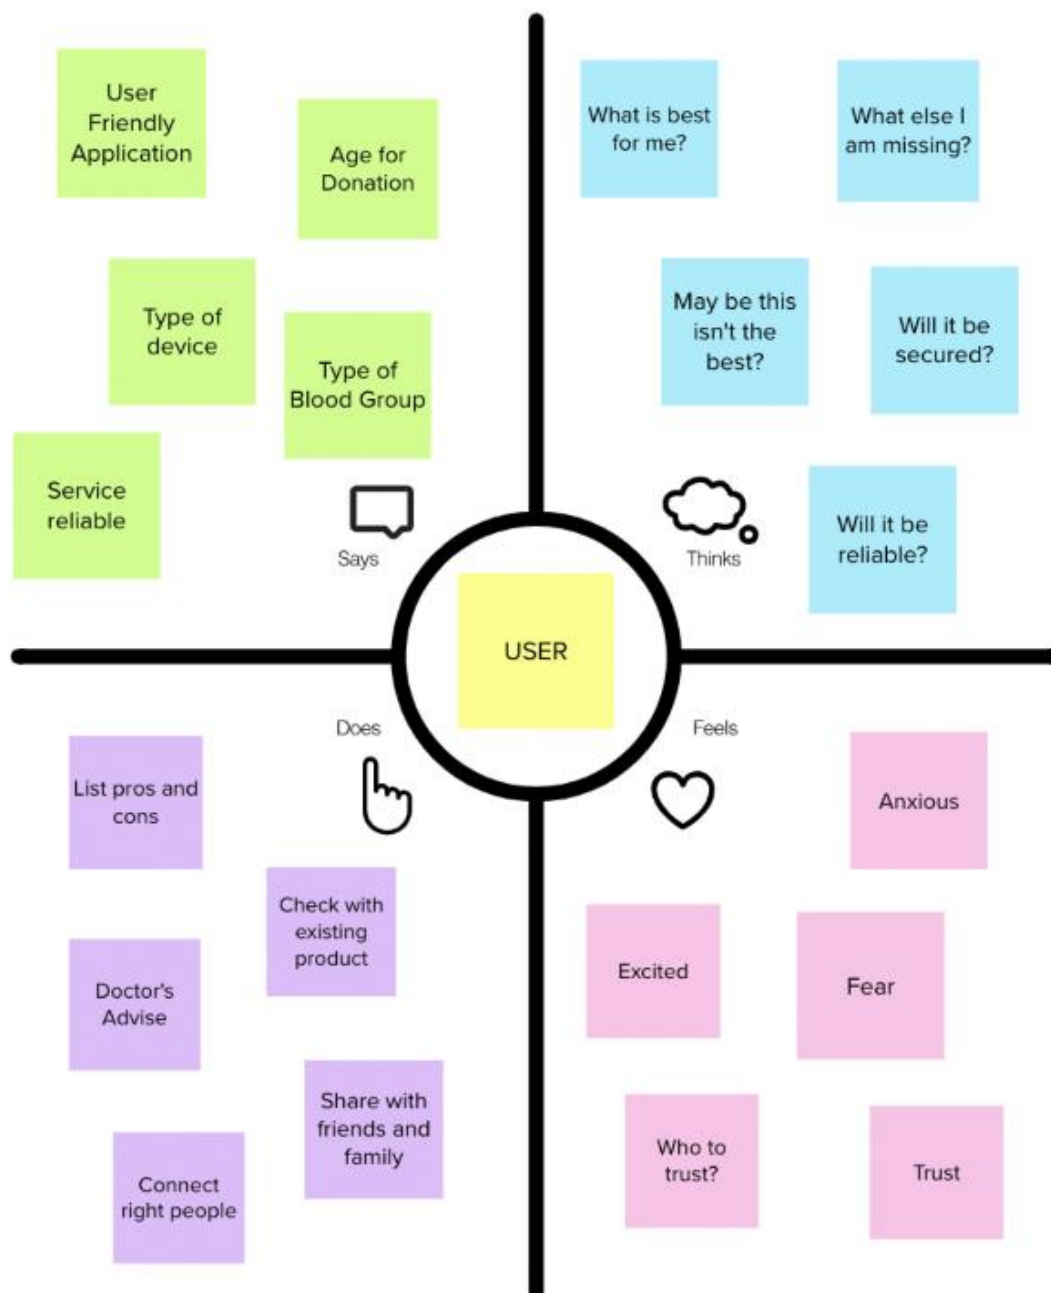 User
Friendly
Application
Age for
Donation
Type of
device
Type of
Blood Group
Service
reliable
Says
What is best
for me?
What else I
am missing?
May be this
isn't the
best?
Will it be
secured?
Will it be
reliable?
Thinks
USER
Does
List pros and
cons
Check with
existing
product
Doctor's
Advise
Share with
friends and
family
Connect
right people
Feels
Anxious
Excited
Fear
Who to
trust?
Trust